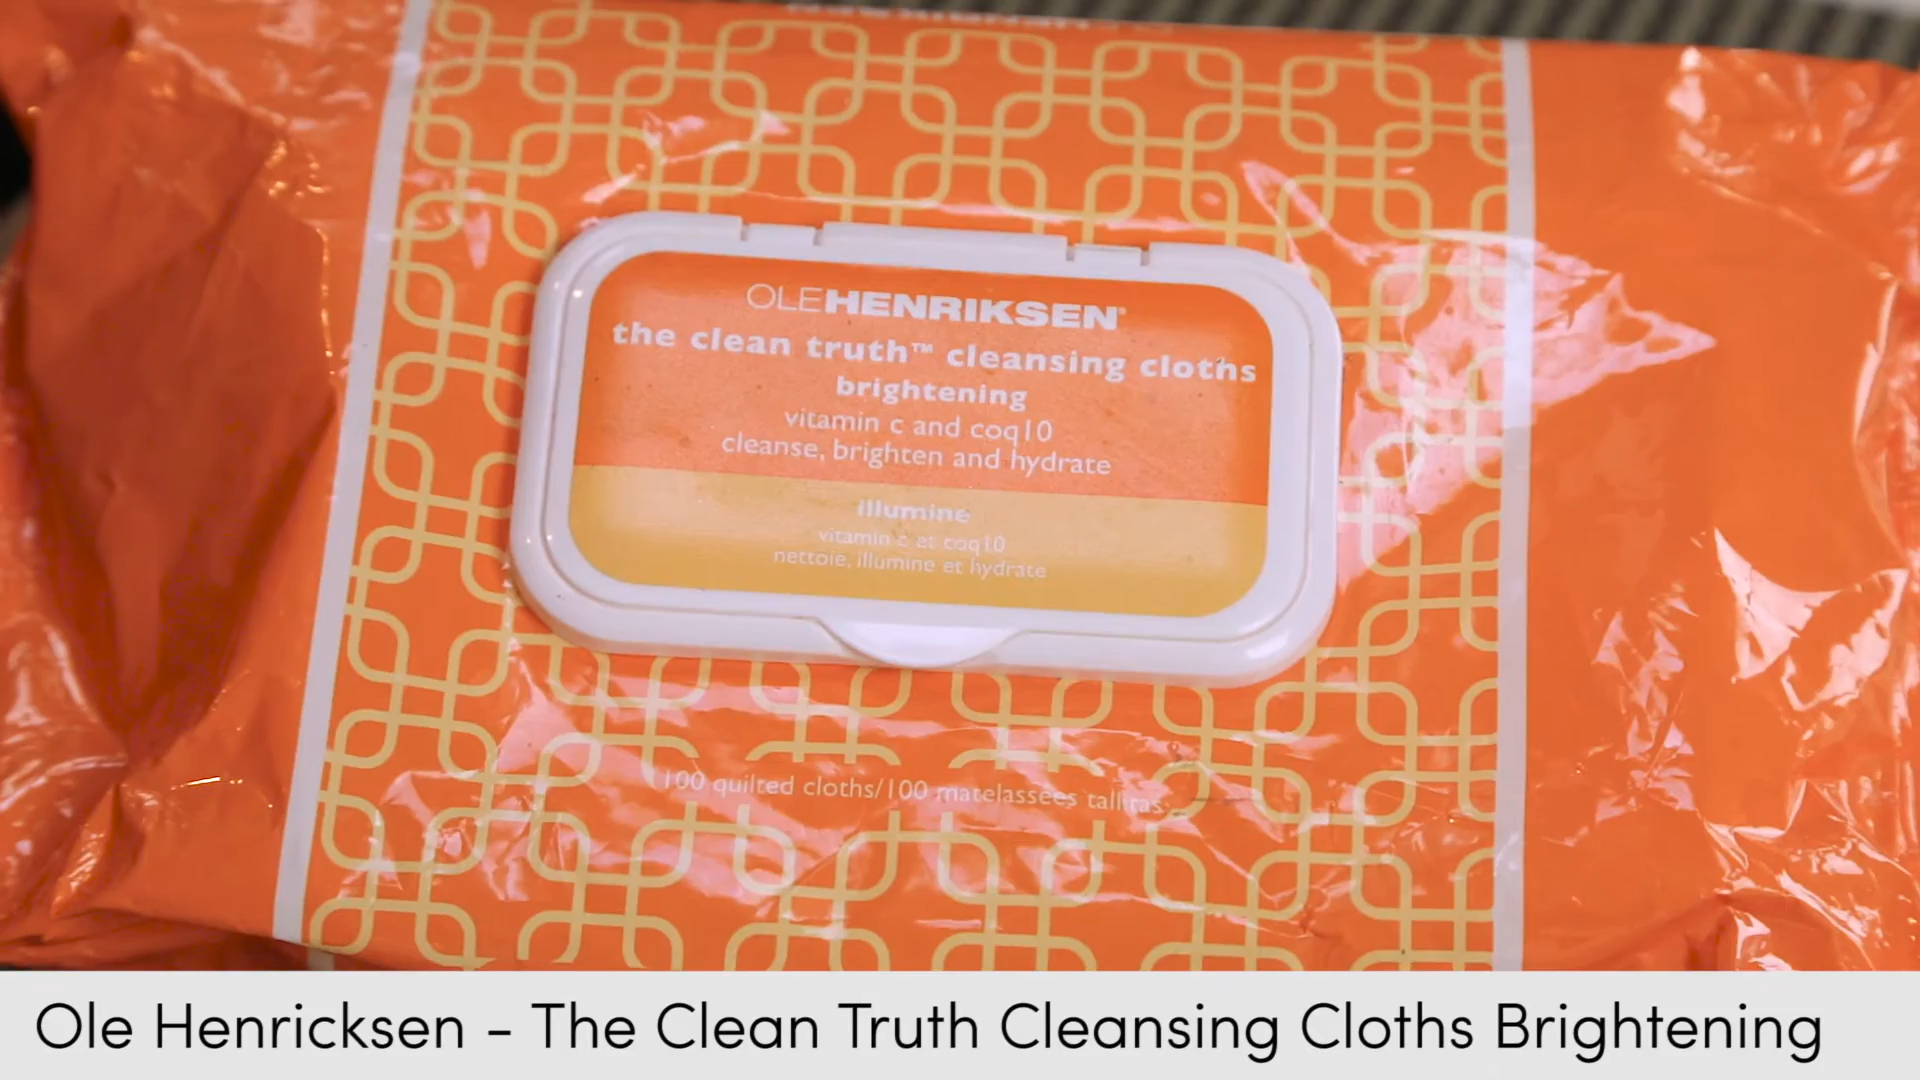 OLEHENRIKSEN®
the clean truth™ cleansing cloths
brightening
vitamin c and coq10
cleanse, brighten and hydrate
illumine
vitamin c et coq10
nettoie, illumine et hydrate
100 quilted cloths/100 matelassées tallitas
Ole Henricksen - The Clean Truth Cleansing Cloths Brightening